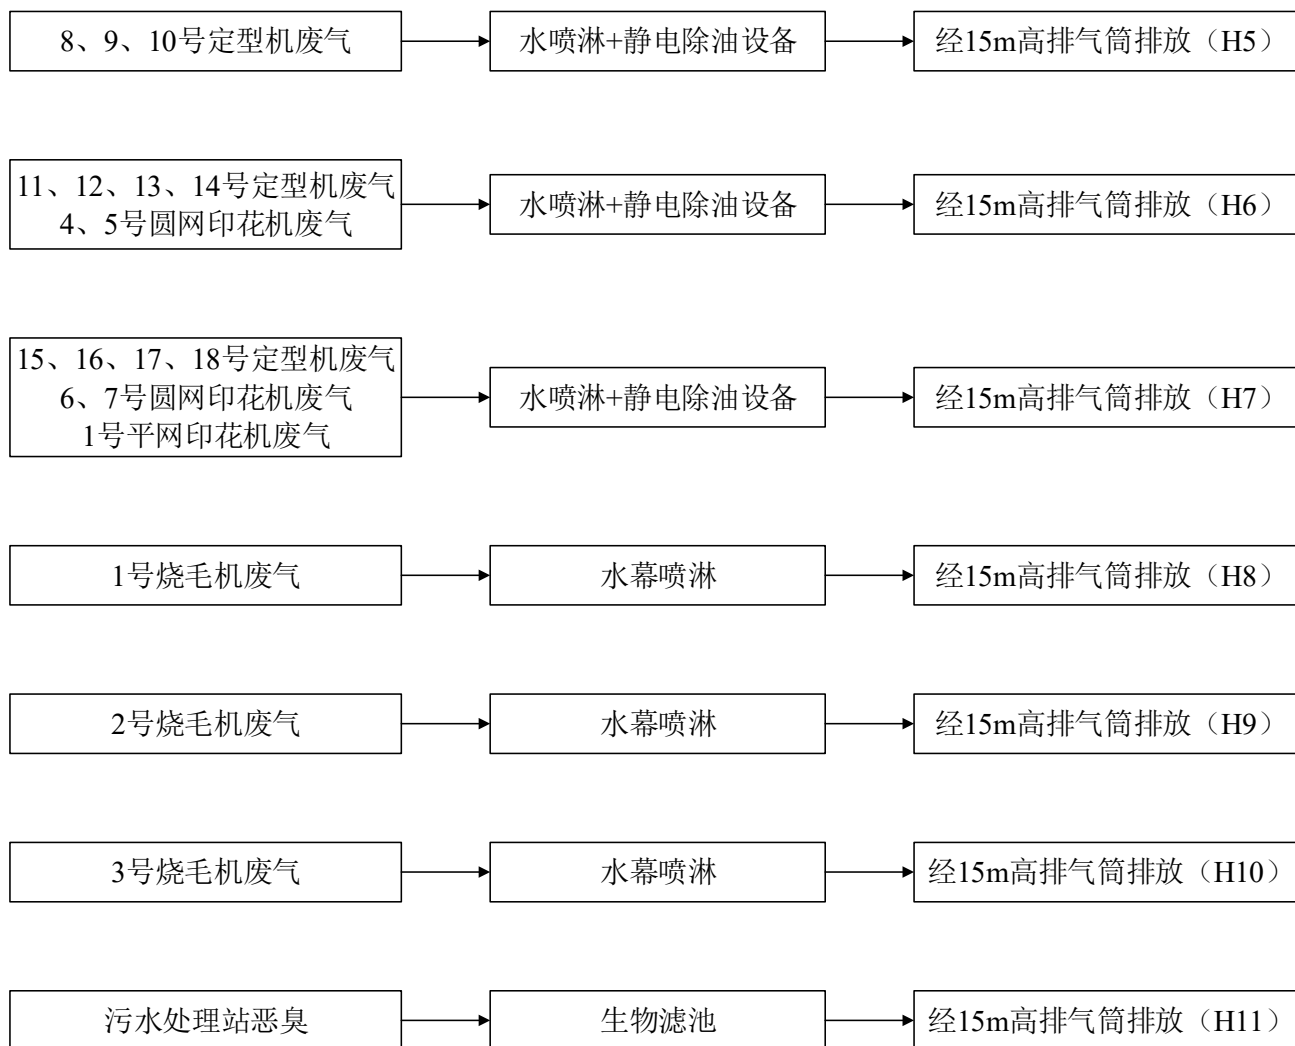 8、9、10号定型机废气
水喷淋+静电除油设备
经15m高排气筒排放（H5）
11、12、13、14号定型机废气
4、5号圆网印花机废气
水喷淋+静电除油设备
经15m高排气筒排放（H6）
15、16、17、18号定型机废气
6、7号圆网印花机废气
1号平网印花机废气
水喷淋+静电除油设备
经15m高排气筒排放（H7）
1号烧毛机废气
水幕喷淋
经15m高排气筒排放（H8）
2号烧毛机废气
水幕喷淋
经15m高排气筒排放（H9）
3号烧毛机废气
水幕喷淋
经15m高排气筒排放（H10）
污水处理站恶臭
生物滤池
经15m高排气筒排放（H11）